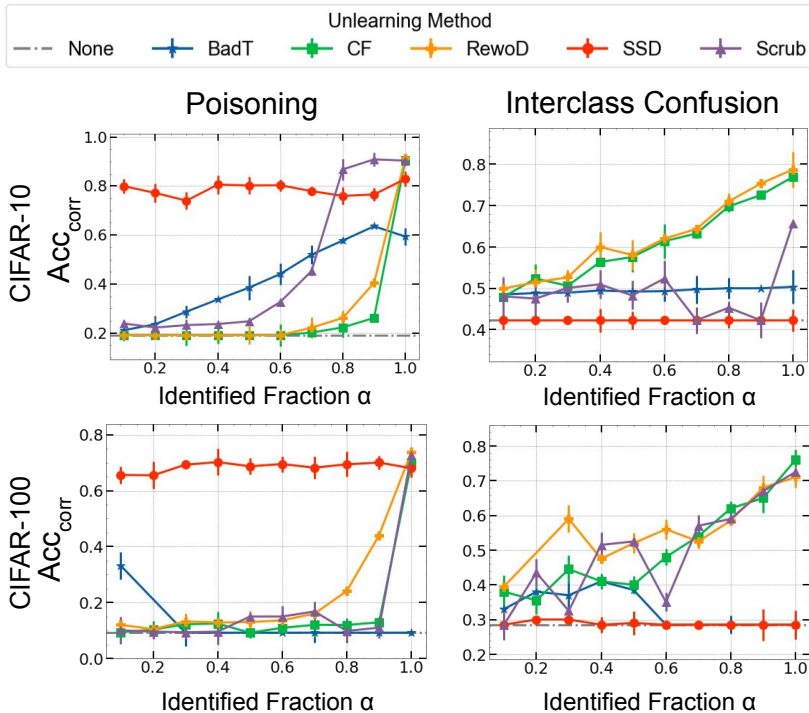 Unlearning Method
None BadT CF RewoD SSD Scrub
Poisoning Interclass Confusion
CIFAR-10
Acc_corr
1.0
0.8
0.6
0.4
0.2
0.2 0.4 0.6 0.8 1.0
Identified Fraction α
0.8
0.7
0.6
0.5
0.4
0.2 0.4 0.6 0.8 1.0
Identified Fraction α
CIFAR-100
Acc_corr
0.8
0.6
0.4
0.2
0.0
0.2 0.4 0.6 0.8 1.0
Identified Fraction α
0.8
0.7
0.6
0.5
0.4
0.3
0.2
0.2 0.4 0.6 0.8 1.0
Identified Fraction α